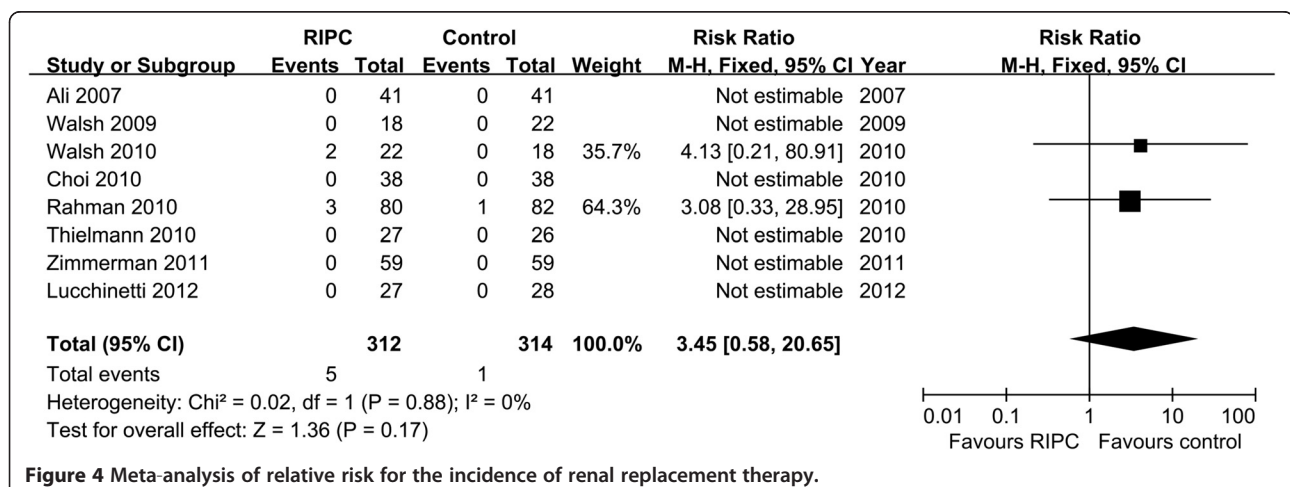 RIPC Control Risk Ratio Risk Ratio
Study or Subgroup Events Total Events Total Weight M-H, Fixed, 95% CI Year M-H, Fixed, 95% CI
Ali 2007 0 41 0 41 Not estimable 2007
Walsh 2009 0 18 0 22 Not estimable 2009
Walsh 2010 2 22 0 18 35.7% 4.13 [0.21, 80.91] 2010
Choi 2010 0 38 0 38 Not estimable 2010
Rahman 2010 3 80 1 82 64.3% 3.08 [0.33, 28.95] 2010
Thielmann 2010 0 27 0 26 Not estimable 2010
Zimmerman 2011 0 59 0 59 Not estimable 2011
Lucchinetti 2012 0 27 0 28 Not estimable 2012
Total (95% CI) 312 314 100.0% 3.45 [0.58, 20.65]
Total events 5 1
Heterogeneity: Chi² = 0.02, df = 1 (P = 0.88); I² = 0%
Test for overall effect: Z = 1.36 (P = 0.17)
0.01 0.1 1 10 100
Favours RIPC Favours control
Figure 4 Meta-analysis of relative risk for the incidence of renal replacement therapy.